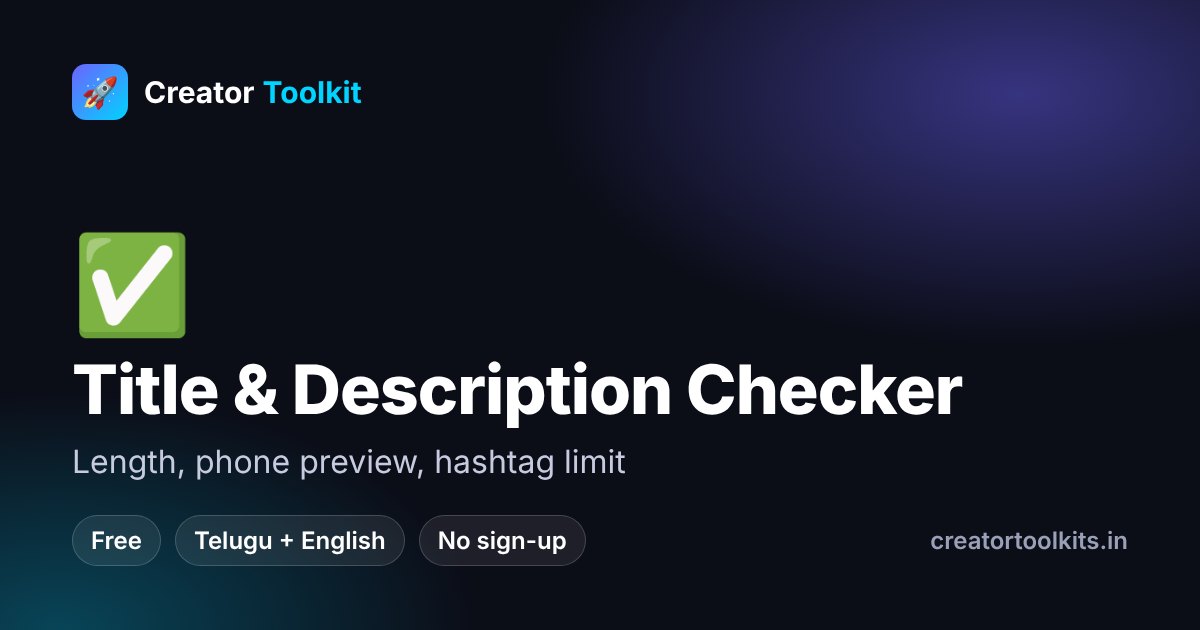 Creator Toolkit
Title & Description Checker
Length, phone preview, hashtag limit
Free
Telugu + English
No sign-up
creatortoolkits.in